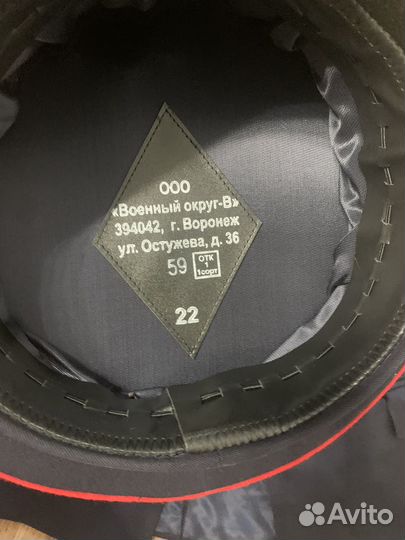 ООО
«Военный округ-В»
394042, г. Воронеж
ул. Остужева, д. 36
59 ОТК
1
1сорт
22
Avito